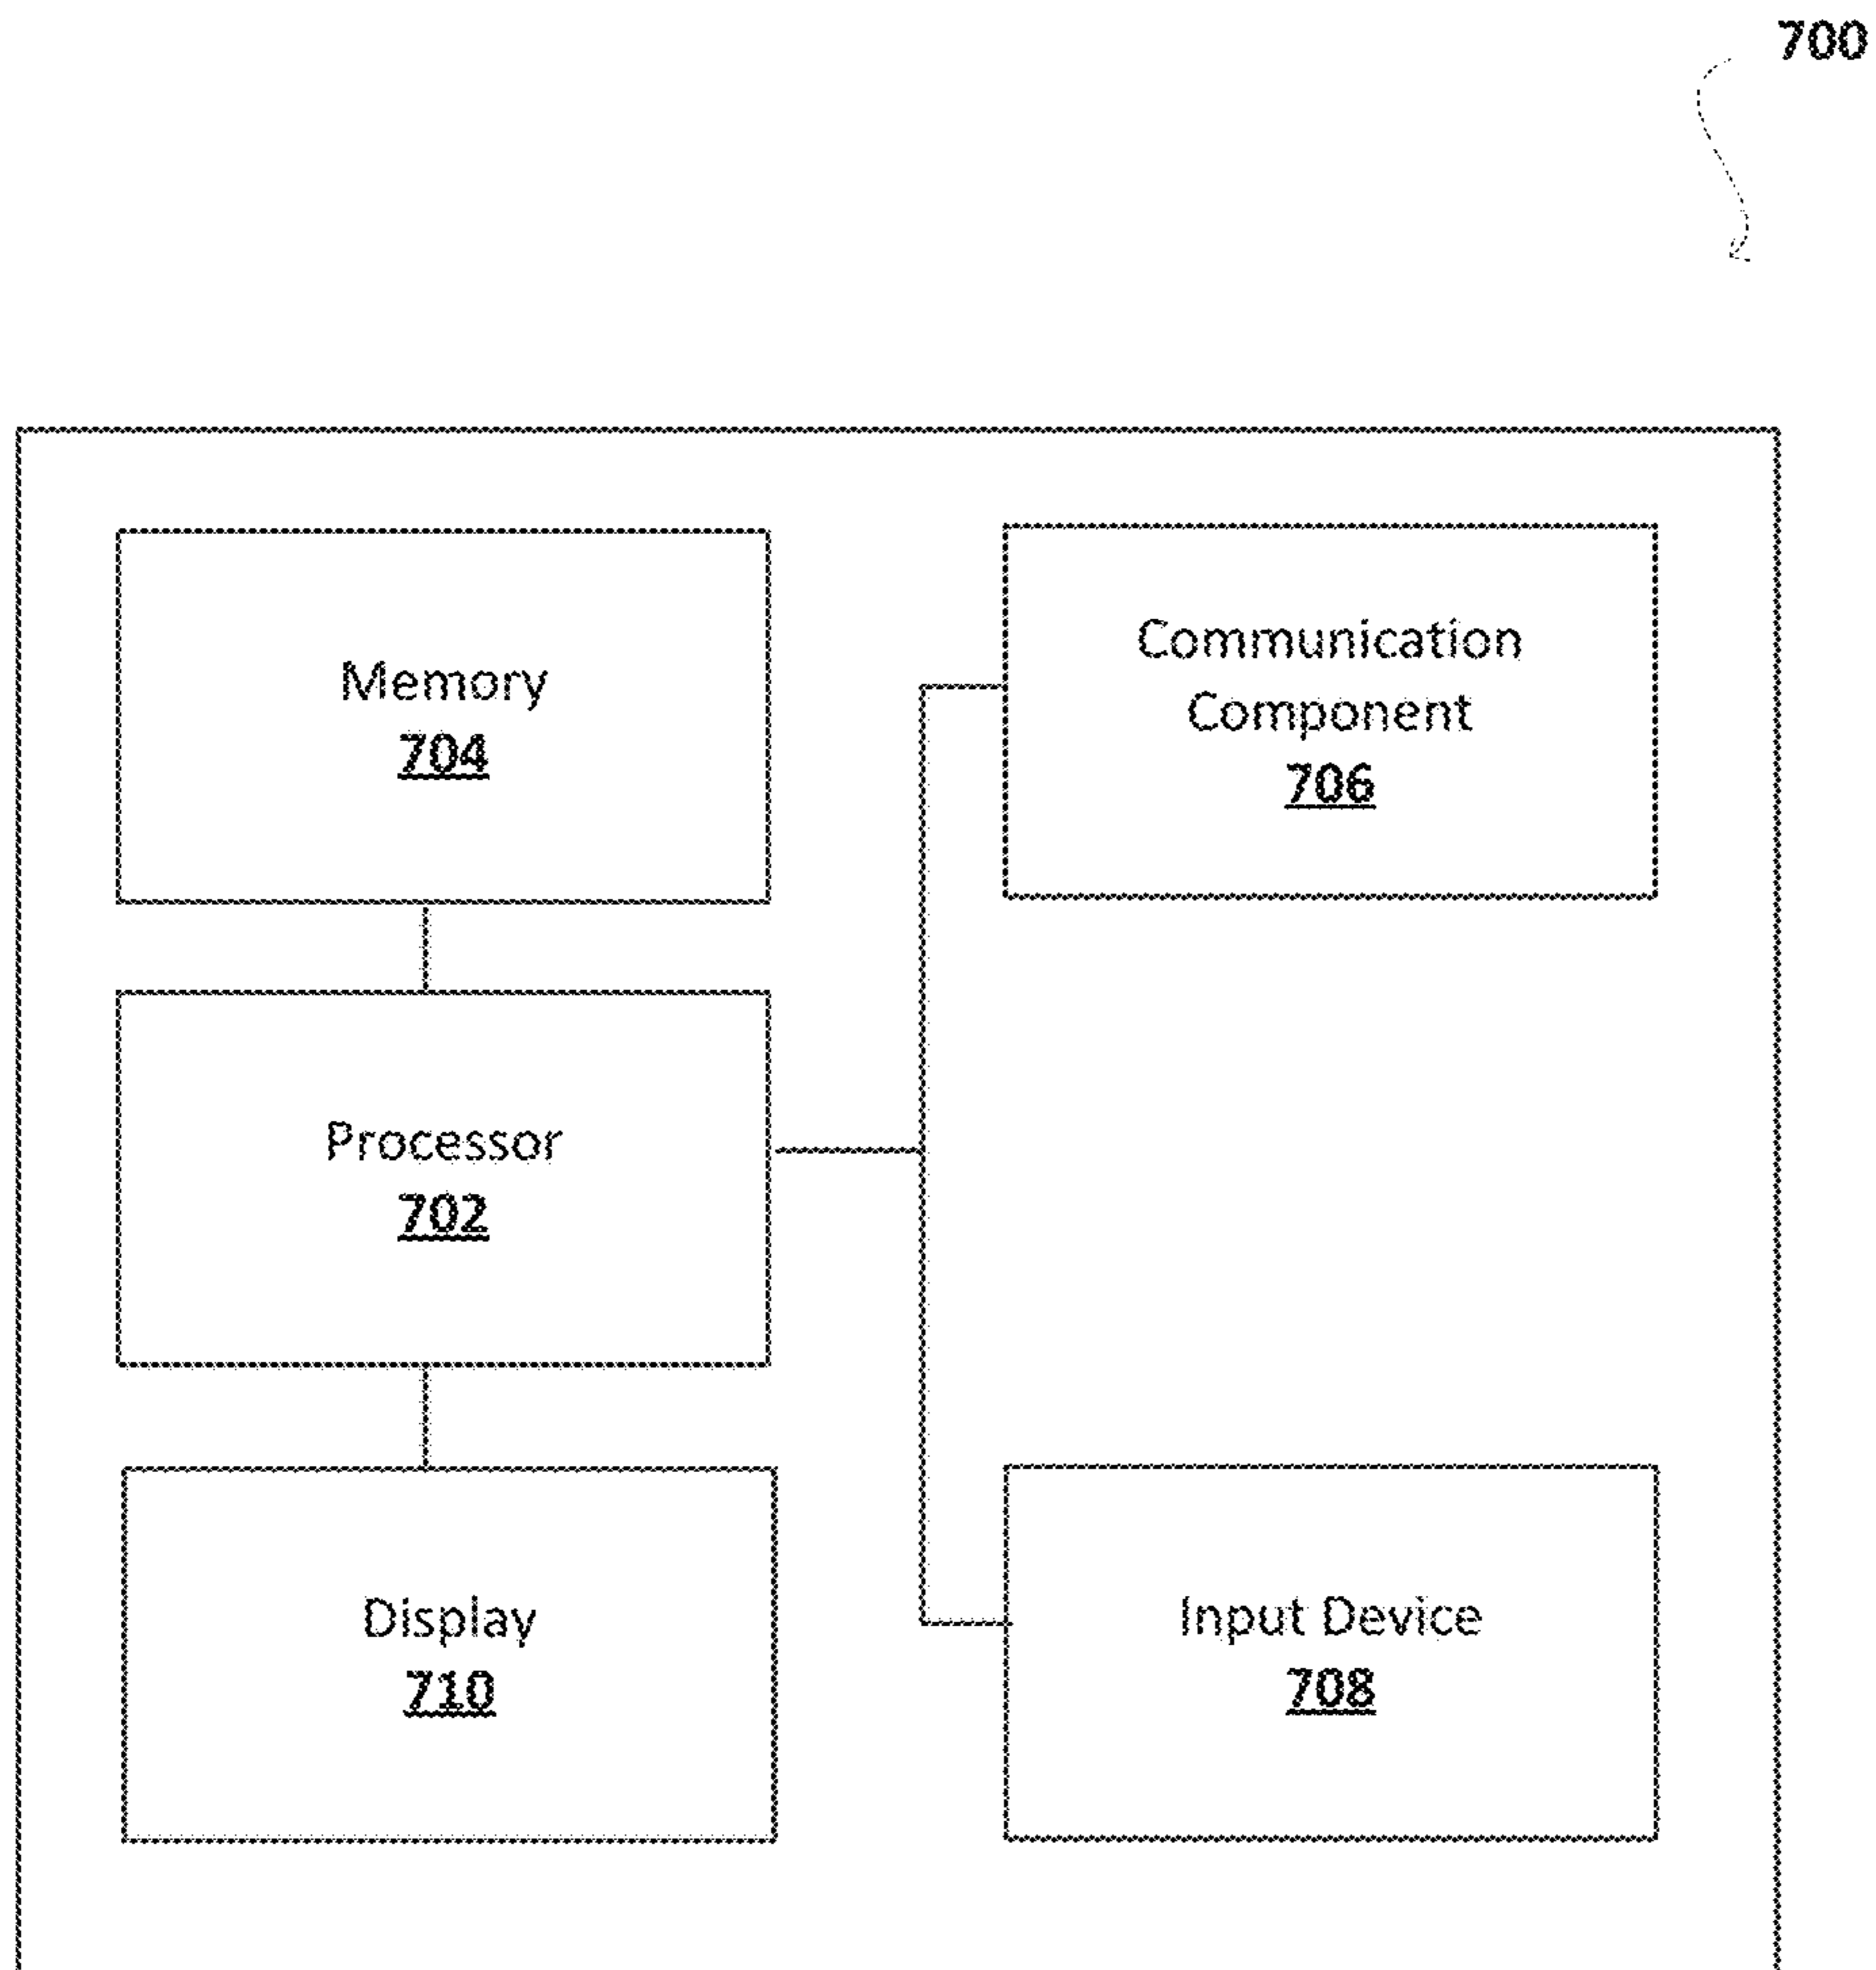 700
Memory
704
Communication
Component
706
Processor
702
Display
710
Input Device
708